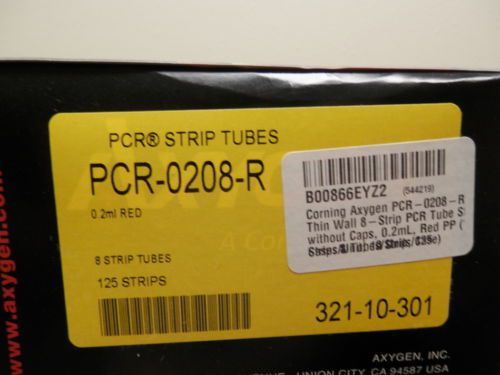 PCR® STRIP TUBES
PCR-0208-R
0.2ml RED
8 STRIP TUBES
125 STRIPS
321-10-301
B00866EYZ2 (544219)
Corning Axygen PCR-0208-R
Thin Wall 8-Strip PCR Tube S
without Caps, 0.2mL, Red PP (
www.axygen.com
A Co
AXYGEN, INC.
UNION CITY, CA 94587 USA